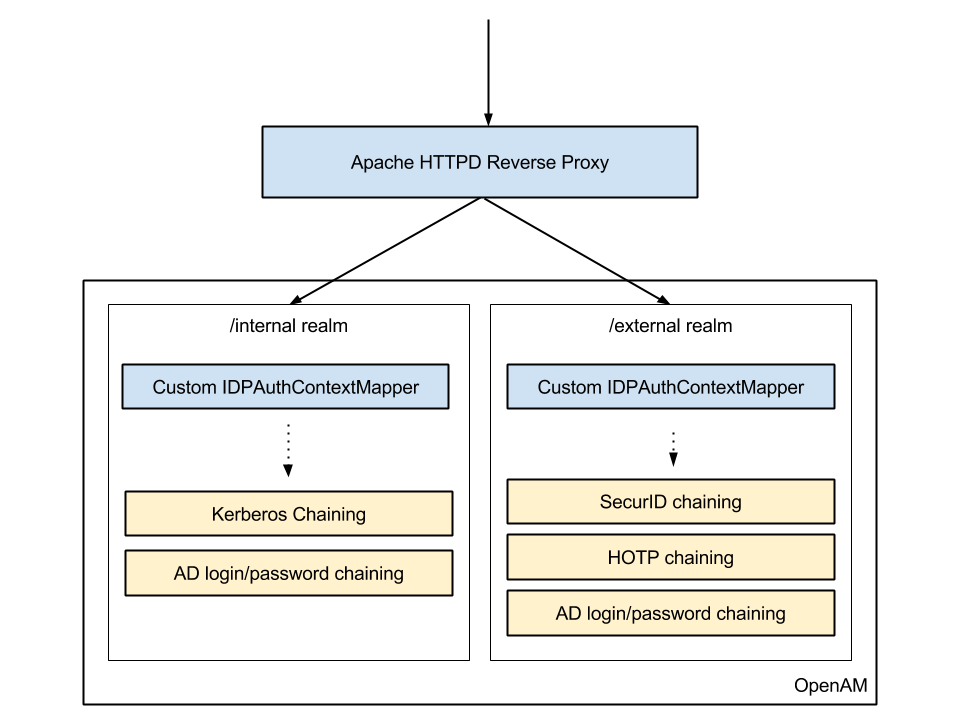 Apache HTTPD Reverse Proxy
/internal realm
Custom IDPAuthContextMapper
Kerberos Chaining
AD login/password chaining
/external realm
Custom IDPAuthContextMapper
SecurID chaining
HOTP chaining
AD login/password chaining
OpenAM